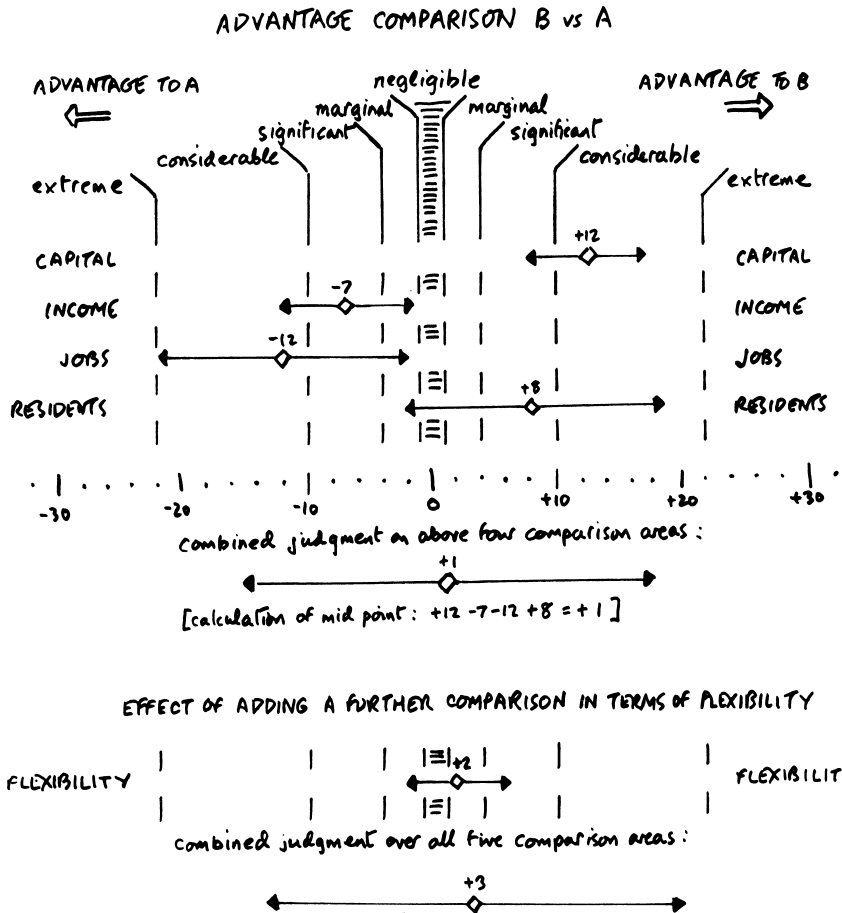 ADVANTAGE COMPARISON B vs A
negligible
ADVANTAGE TO A
ADVANTAGE TO B
marginal
marginal
significant
significant
considerable
considerable
extreme
extreme
CAPITAL
+12
CAPITAL
INCOME
-7
INCOME
JOBS
-12
JOBS
RESIDENTS
+8
RESIDENTS
-30 -20 -10 0 +10 +20 +30
combined judgment on above four comparison areas:
+1
[calculation of mid point: +12 -7 -12 +8 = +1]
EFFECT OF ADDING A FURTHER COMPARISON IN TERMS OF FLEXIBILITY
FLEXIBILITY
+2
FLEXIBILIT
combined judgment over all five comparison areas:
+3